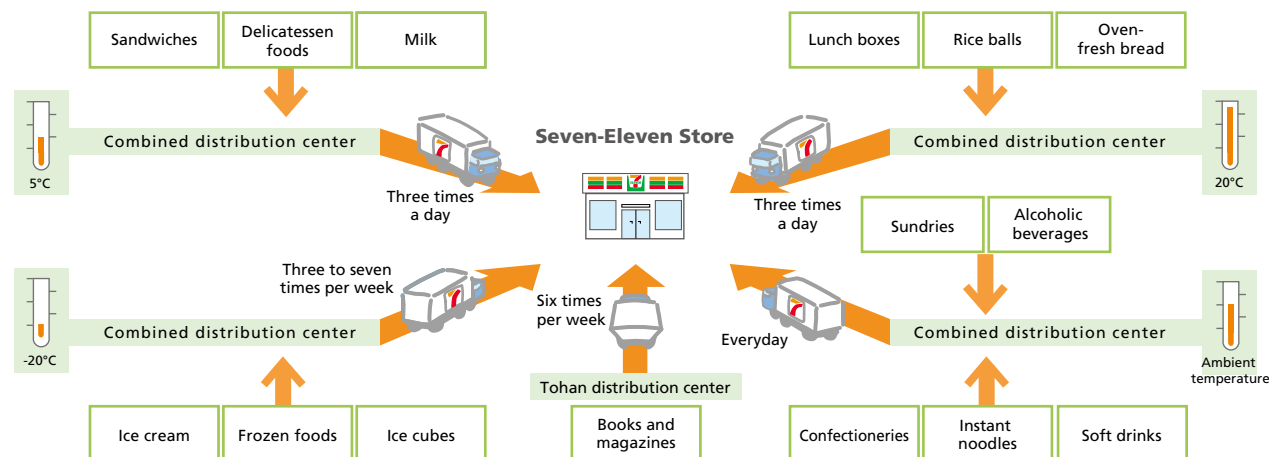 Sandwiches
Delicatessen
foods
Milk
Lunch boxes
Rice balls
Oven-
fresh bread
Combined distribution center
5°C
Three times
a day
Seven-Eleven Store
7
Combined distribution center
20°C
Three times
a day
Sundries
Alcoholic
beverages
Three to seven
times per week
Combined distribution center
-20°C
Six times
per week
Everyday
Combined distribution center
Ambient
temperature
Tohan distribution center
Ice cream
Frozen foods
Ice cubes
Books and
magazines
Confectioneries
Instant
noodles
Soft drinks